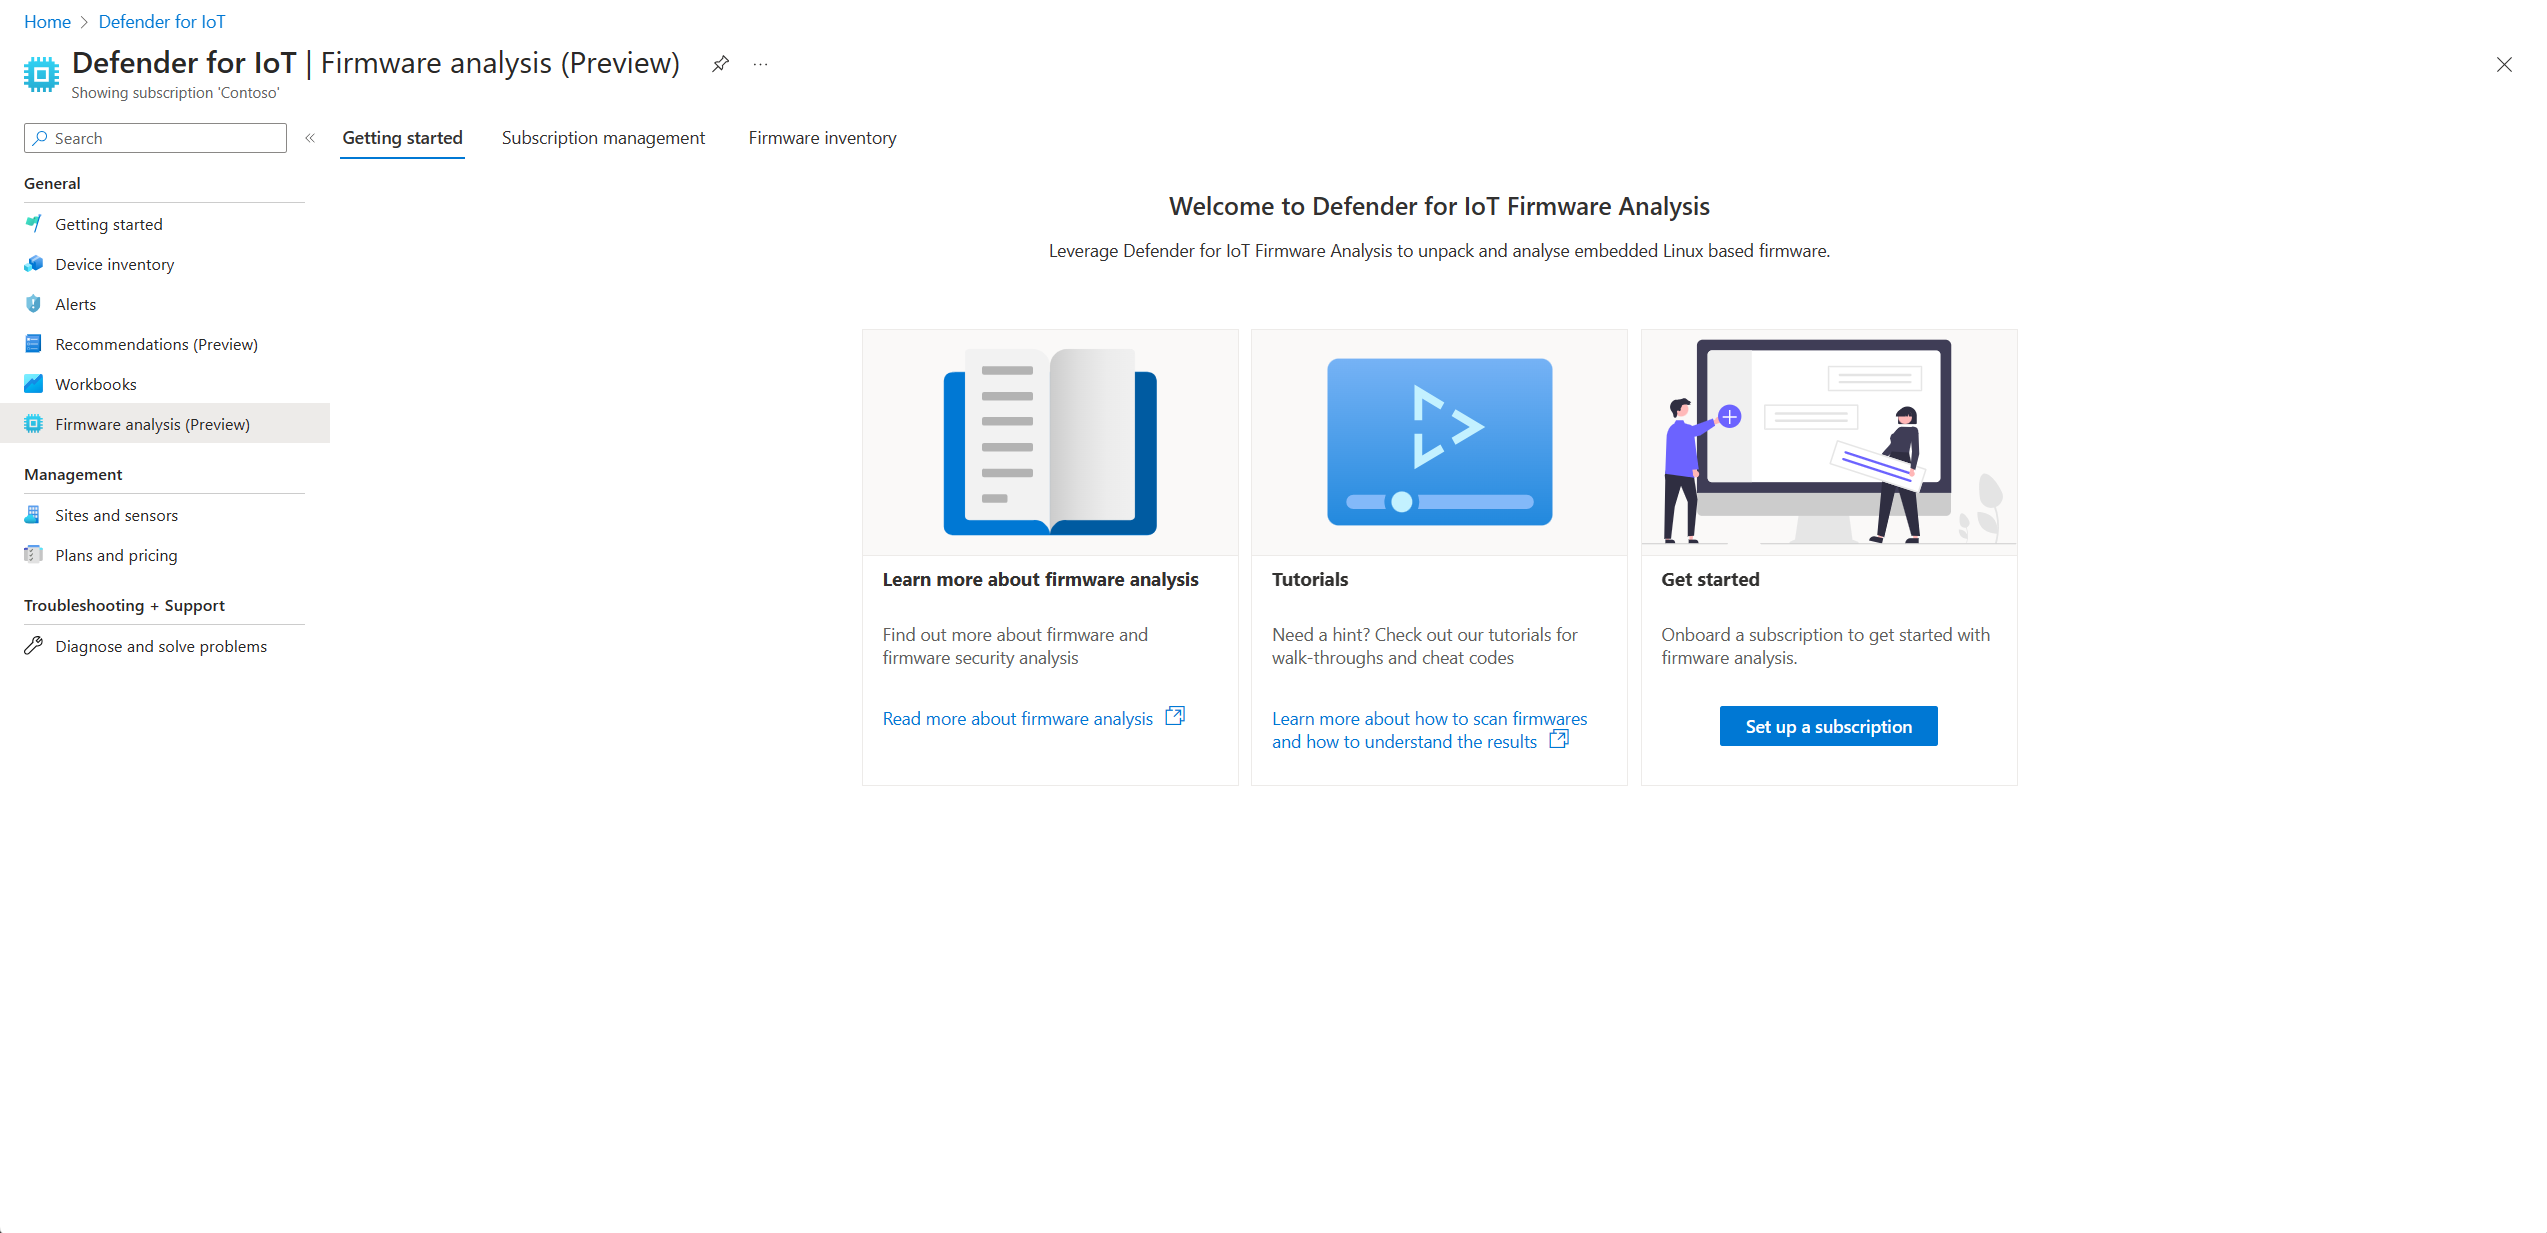 Home > Defender for IoT
Defender for IoT | Firmware analysis (Preview) ...
Showing subscription 'Contoso'
Search «
Getting started Subscription management Firmware inventory
General
Getting started
Device inventory
Alerts
Recommendations (Preview)
Workbooks
Firmware analysis (Preview)
Management
Sites and sensors
Plans and pricing
Troubleshooting + Support
Diagnose and solve problems
Welcome to Defender for IoT Firmware Analysis
Leverage Defender for IoT Firmware Analysis to unpack and analyse embedded Linux based firmware.
Learn more about firmware analysis
Find out more about firmware and
firmware security analysis
Read more about firmware analysis
Tutorials
Need a hint? Check out our tutorials for
walk-throughs and cheat codes
Learn more about how to scan firmwares
and how to understand the results
Get started
Onboard a subscription to get started with
firmware analysis.
Set up a subscription